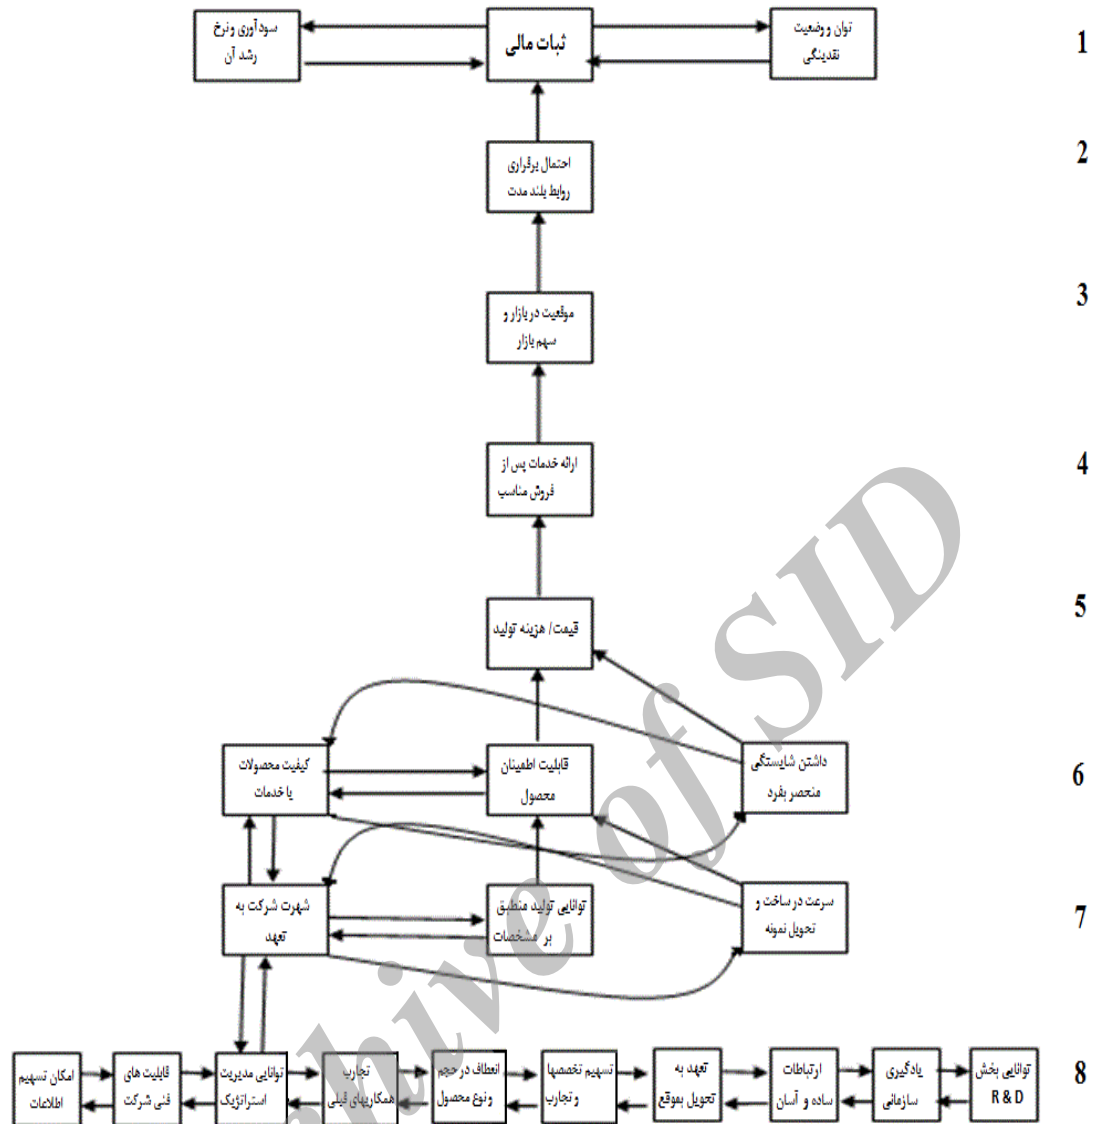 توان و وضعیت
نقدینگی
ثبات مالی
سودآوری و نرخ
رشد آن
1
احتمال برقراری
روابط بلند مدت
2
موقعیت در بازار و
سهم بازار
3
ارائه خدمات پس از
فروش مناسب
4
قیمت/ هزینه تولید
5
داشتن شایستگی
منحصر بفرد
قابلیت اطمینان
محصول
کیفیت محصولات
یا خدمات
6
سرعت در ساخت و
تحویل نمونه
توانایی تولید منطبق
بر مشخصات
شهرت شرکت به
تعهد
7
توانایی بخش
R & D
یادگیری
سازمانی
ارتباطات
ساده و آسان
تعهد به
تحویل بموقع
تسهیم تخصصها
و تجارب
انعطاف در حجم
و نوع محصول
تجارب
همکاریهای قبلی
توانایی مدیریت
استراتژیک
قابلیت های
فنی شرکت
امکان تسهیم
اطلاعات
8
Archive of SID